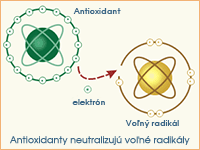 Antioxidant
elektrón
Voľný radikál
Antioxidanty neutralizujú voľné radikály